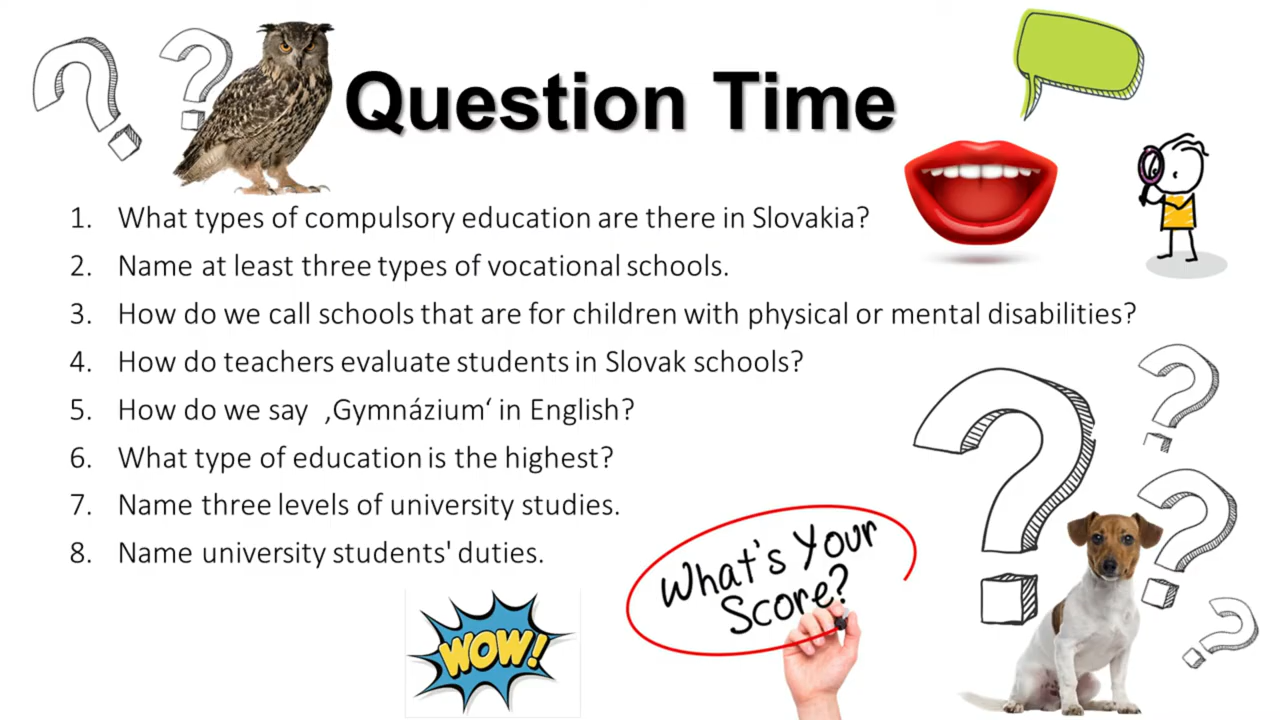 Question Time
1. What types of compulsory education are there in Slovakia?
2. Name at least three types of vocational schools.
3. How do we call schools that are for children with physical or mental disabilities?
4. How do teachers evaluate students in Slovak schools?
5. How do we say ‚Gymnázium‘ in English?
6. What type of education is the highest?
7. Name three levels of university studies.
8. Name university students' duties.
What's Your
Score?
WOW!